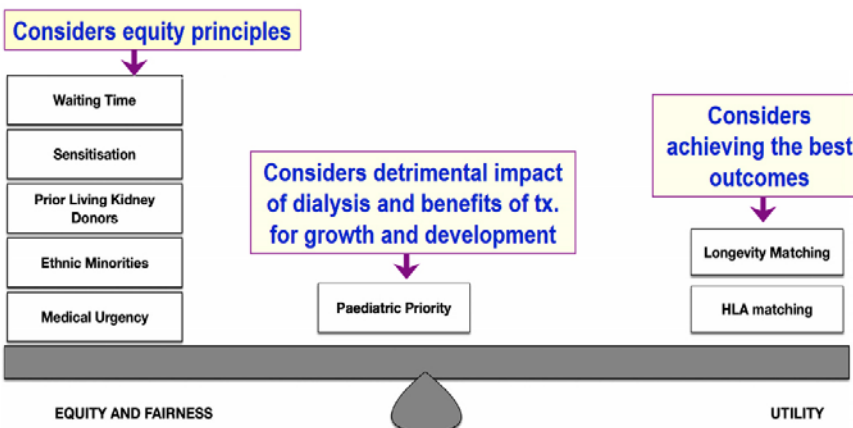 Considers equity principles
Waiting Time
Sensitisation
Prior Living Kidney
Donors
Ethnic Minorities
Medical Urgency
Considers detrimental impact
of dialysis and benefits of tx.
for growth and development
Paediatric Priority
Considers
achieving the best
outcomes
Longevity Matching
HLA matching
EQUITY AND FAIRNESS
UTILITY